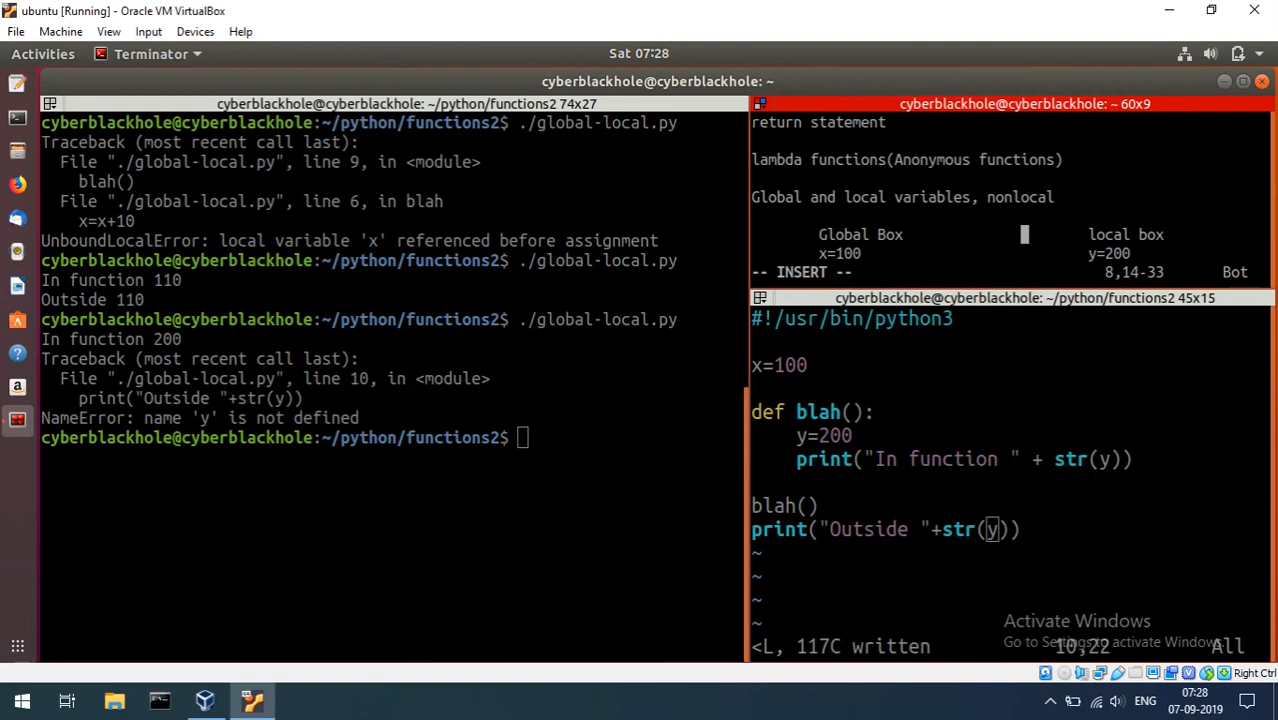 ubuntu [Running] - Oracle VM VirtualBox
File Machine View Input Devices Help
Activities Terminator Sat 07:28
cyberblackhole@cyberblackhole: ~
cyberblackhole@cyberblackhole: ~/python/functions2 74x27
cyberblackhole@cyberblackhole:~/python/functions2$ ./global-local.py
Traceback (most recent call last):
  File "./global-local.py", line 9, in <module>
    blah()
  File "./global-local.py", line 6, in blah
    x=x+10
UnboundLocalError: local variable 'x' referenced before assignment
cyberblackhole@cyberblackhole:~/python/functions2$ ./global-local.py
In function 110
Outside 110
cyberblackhole@cyberblackhole:~/python/functions2$ ./global-local.py
In function 200
Traceback (most recent call last):
  File "./global-local.py", line 10, in <module>
    print("Outside "+str(y))
NameError: name 'y' is not defined
cyberblackhole@cyberblackhole:~/python/functions2$
cyberblackhole@cyberblackhole: ~ 60x9
return statement
lambda functions(Anonymous functions)
Global and local variables, nonlocal
Global Box local box
x=100 y=200
-- INSERT -- 8,14-33 Bot
cyberblackhole@cyberblackhole: ~/python/functions2 45x15
#!/usr/bin/python3
x=100
def blah():
    y=200
    print("In function " + str(y))
blah()
print("Outside "+str(y))
~
~
~
~
Activate Windows
Go to Settings to activate Windows.
<L, 117C written 10,22 All
Right Ctrl
ENG
07:28
07-09-2019